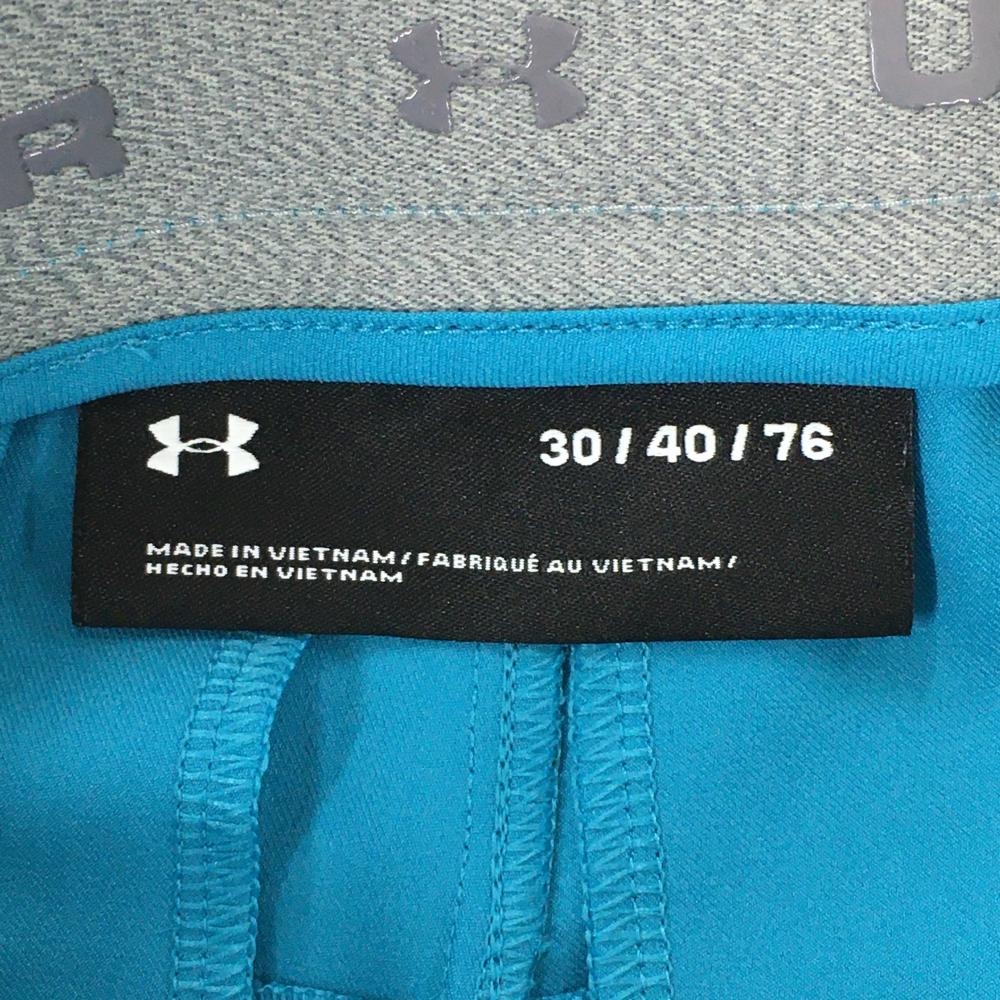 R U
30 / 40 / 76
MADE IN VIETNAM / FABRIQUÉ AU VIETNAM /
HECHO EN VIETNAM